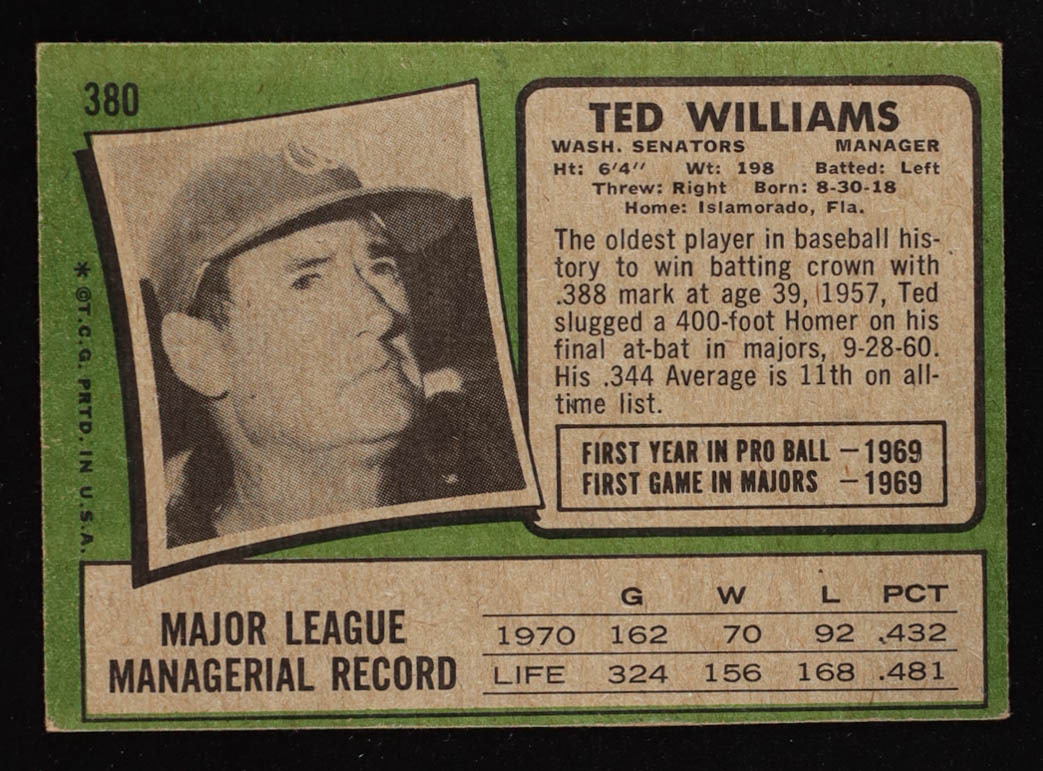 380
TED WILLIAMS
WASH. SENATORS MANAGER
Ht: 6'4" Wt: 198 Batted: Left
Threw: Right Born: 8-30-18
Home: Islamorado, Fla.
The oldest player in baseball his-
tory to win batting crown with
.388 mark at age 39, 1957, Ted
slugged a 400-foot Homer on his
final at-bat in majors, 9-28-60.
His .344 Average is 11th on all-
time list.
FIRST YEAR IN PRO BALL — 1969
FIRST GAME IN MAJORS — 1969
* ©T.C.G. PRTD. IN U.S.A.
MAJOR LEAGUE
MANAGERIAL RECORD
G W L PCT
1970 162 70 92 .432
LIFE 324 156 168 .481